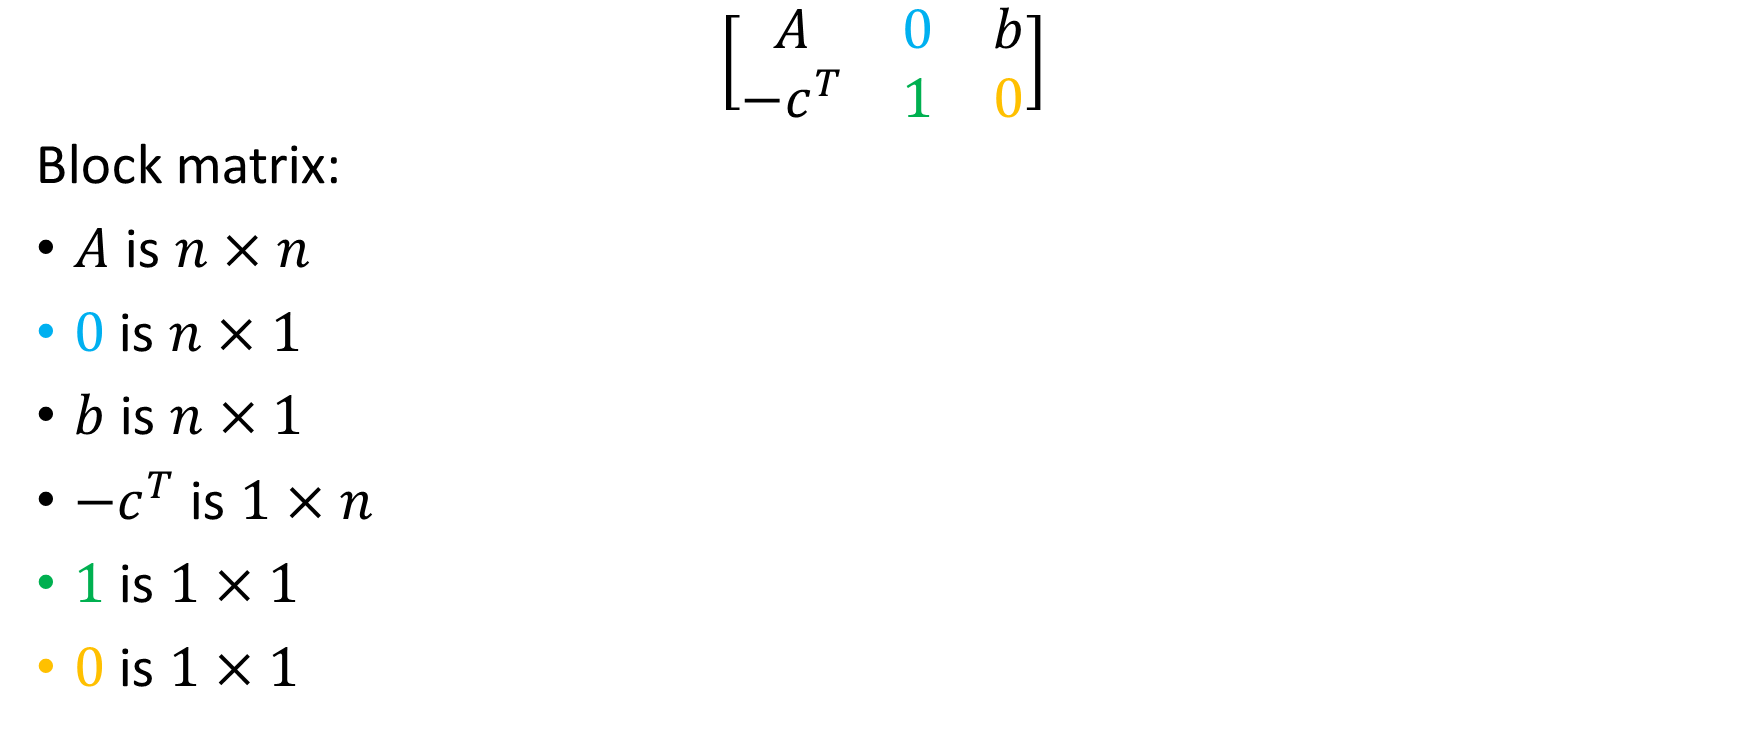 [A 0 b
−c^T 1 0]
Block matrix:
• A is n × n
• 0 is n × 1
• b is n × 1
• −c^T is 1 × n
• 1 is 1 × 1
• 0 is 1 × 1